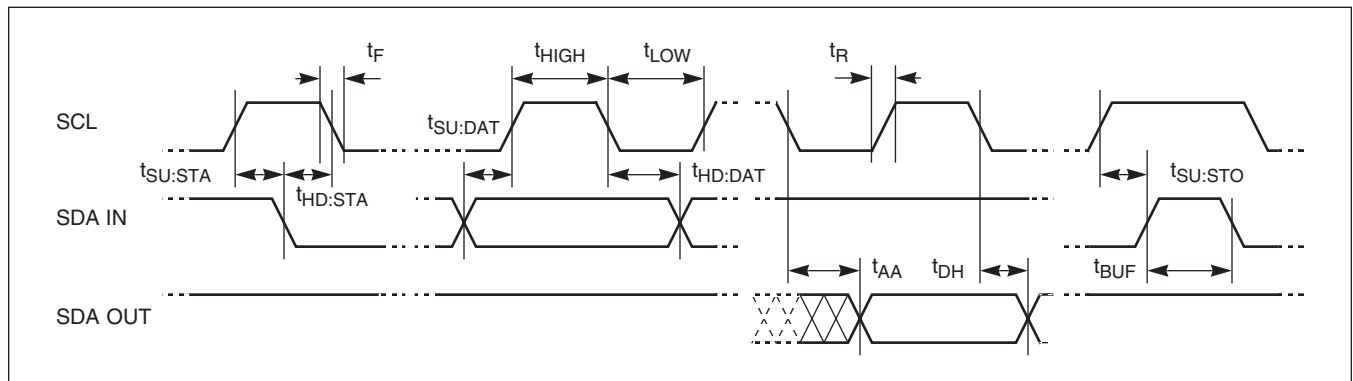 tF tHIGH tLOW tR
SCL
tSU:DAT
tSU:STA tHD:STA tHD:DAT tSU:STO
SDA IN
tAA tDH tBUF
SDA OUT